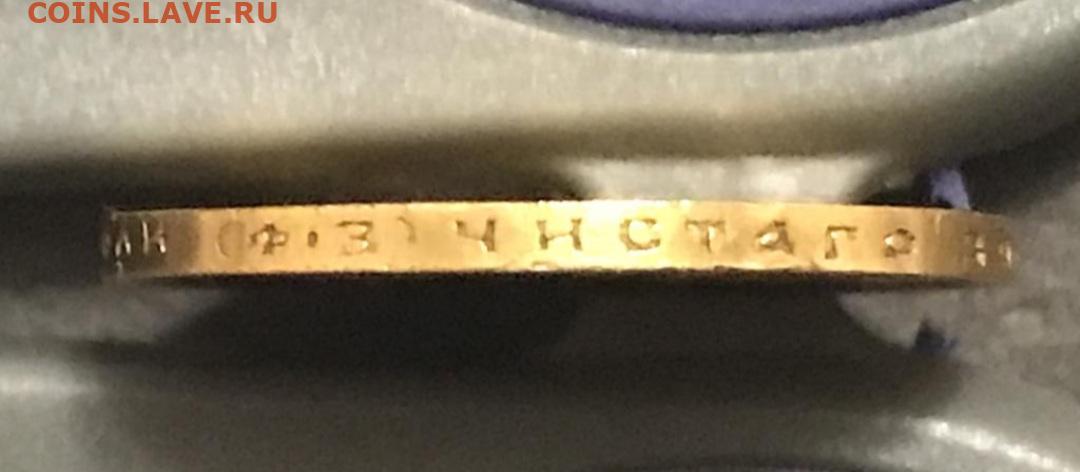 COINS.LAVE.RU
(Ф·З) ЧИСТАГО